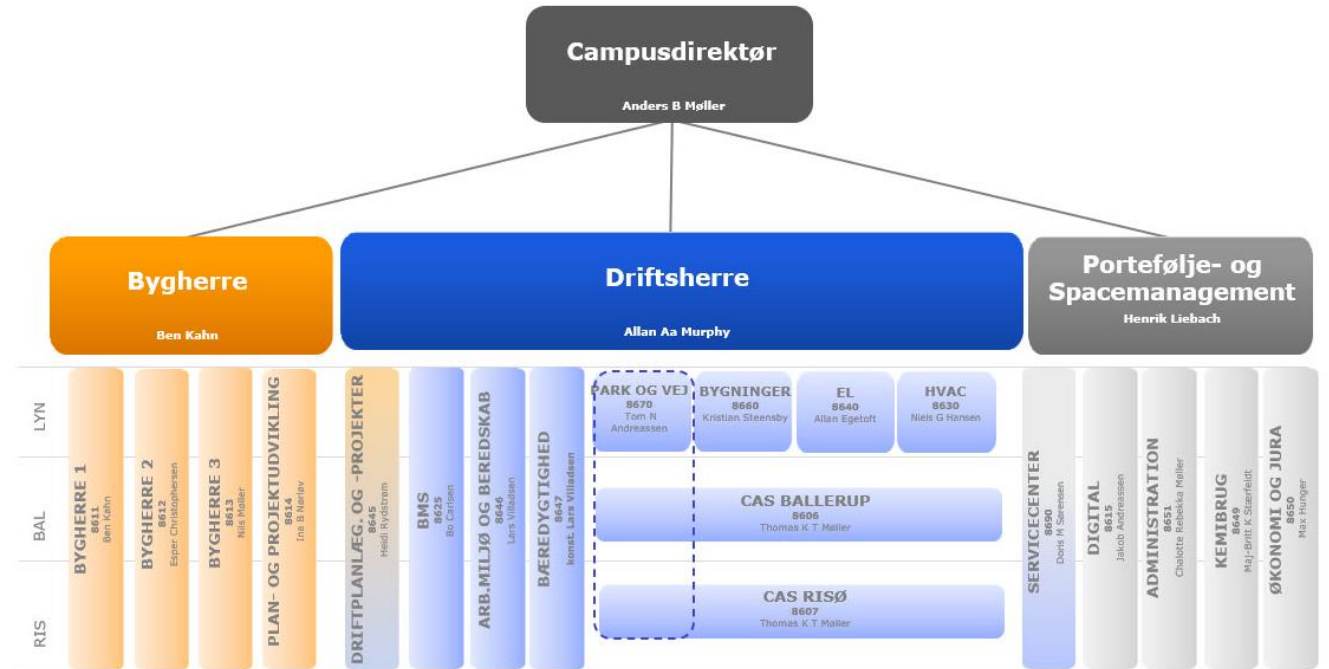 Campusdirektør
Anders B Møller
Bygherre
Ben Kahn
Driftsherre
Allan Aa Murphy
Portefølje- og
Spacemanagement
Henrik Liebach
LYN
BAL
RIS
BYGHERRE 1
8611
Ben Kahn
BYGHERRE 2
8612
Esper Christophersen
BYGHERRE 3
8613
Nils Møller
PLAN- OG PROJEKTUDVIKLING
8614
Ina B Nørløv
DRIFTPLANLÆG. OG -PROJEKTER
8645
Heidi Rydstrøm
BMS
8625
Bo Carlsen
ARB.MILJØ OG BEREDSKAB
8646
Lars Villadsen
BÆREDYGTIGHED
8647
konst. Lars Villadsen
PARK OG VEJ
8670
Tom N
Andreassen
BYGNINGER
8660
Kristian Steensby
EL
8640
Allan Egetoft
HVAC
8630
Niels G Hansen
CAS BALLERUP
8606
Thomas K T Møller
CAS RISØ
8607
Thomas K T Møller
SERVICECENTER
8690
Doris M Sørensen
DIGITAL
8615
Jakob Andreassen
ADMINISTRATION
8651
Chalotte Rebekka Møller
KEMIBRUG
8649
Maj-Britt K Stærfeldt
ØKONOMI OG JURA
8650
Max Hunger